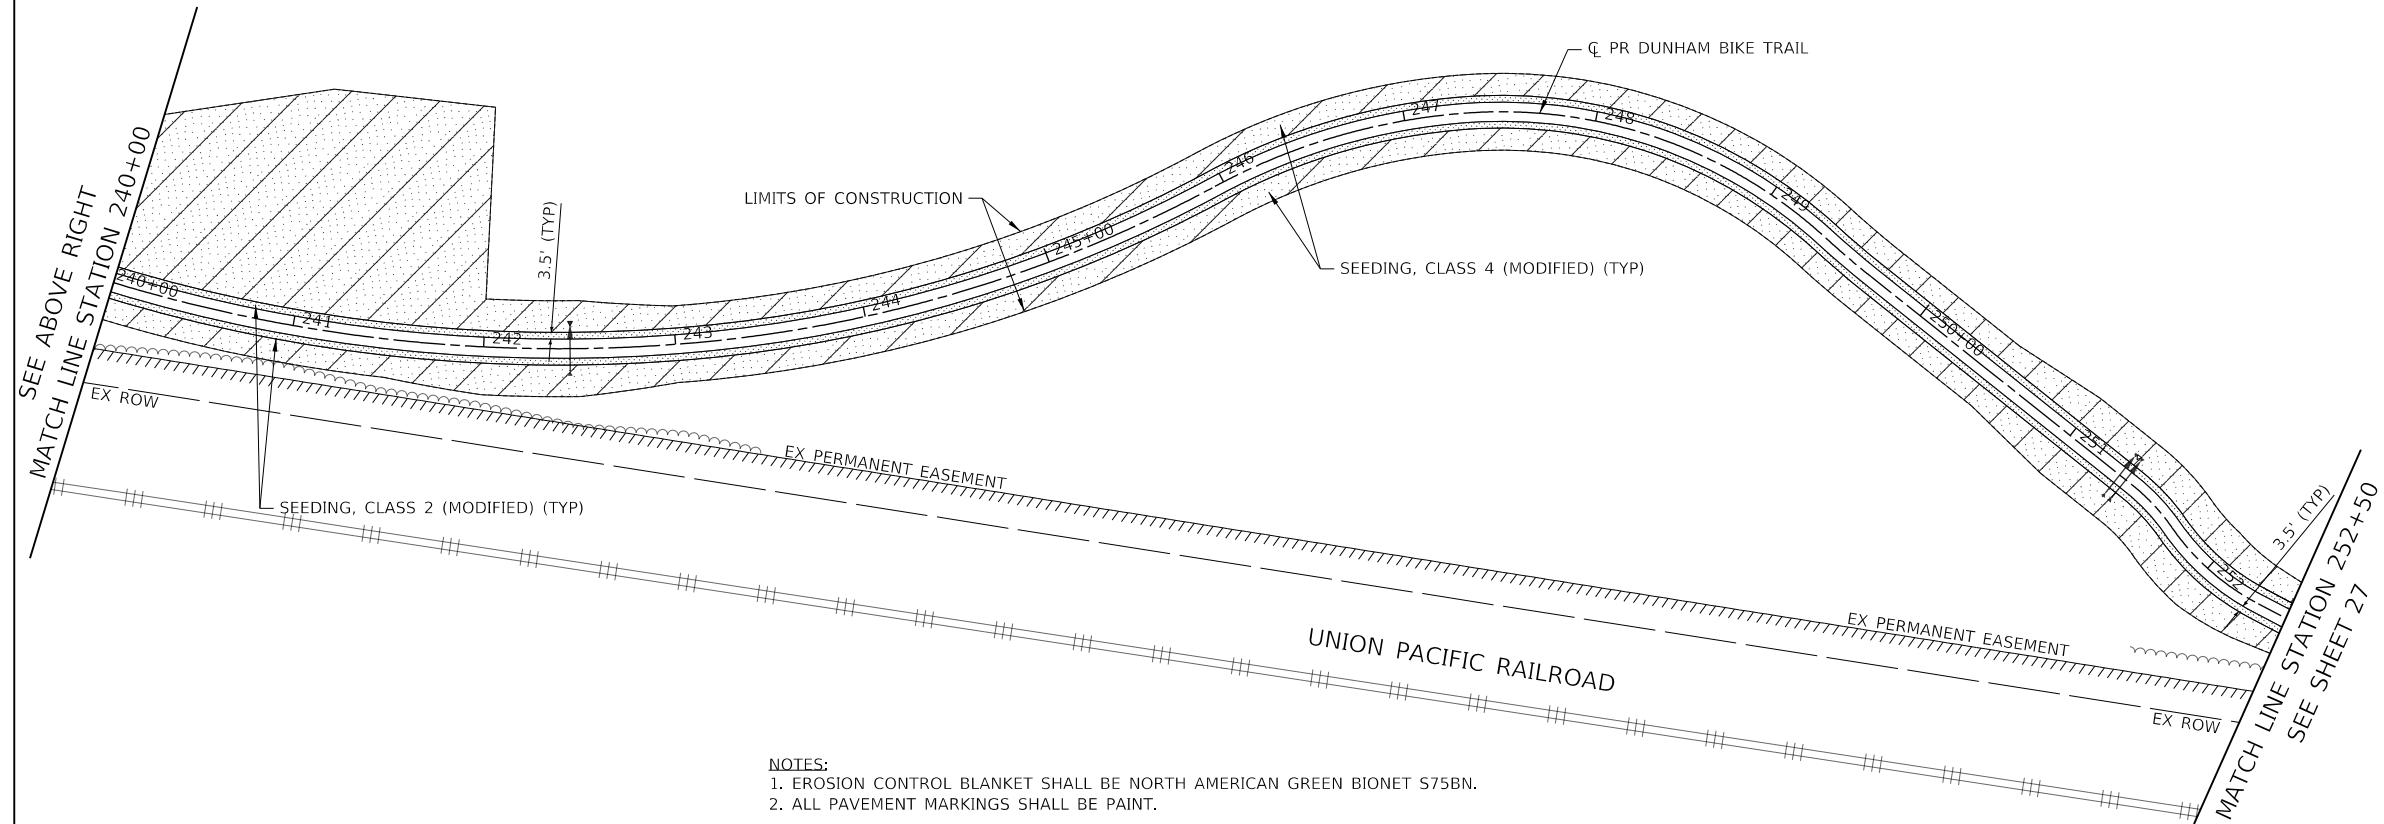 ℄ PR DUNHAM BIKE TRAIL
247
248
246
249
LIMITS OF CONSTRUCTION
3.5' (TYP)
245+00
SEEDING, CLASS 4 (MODIFIED) (TYP)
SEE ABOVE RIGHT
MATCH LINE STATION 240+00
240+00
241
242
243
244
250+00
251
252
3.5' (TYP)
EX ROW
EX PERMANENT EASEMENT
SEEDING, CLASS 2 (MODIFIED) (TYP)
EX PERMANENT EASEMENT
UNION PACIFIC RAILROAD
EX ROW
MATCH LINE STATION 252+50
SEE SHEET 27
NOTES:
1. EROSION CONTROL BLANKET SHALL BE NORTH AMERICAN GREEN BIONET S75BN.
2. ALL PAVEMENT MARKINGS SHALL BE PAINT.